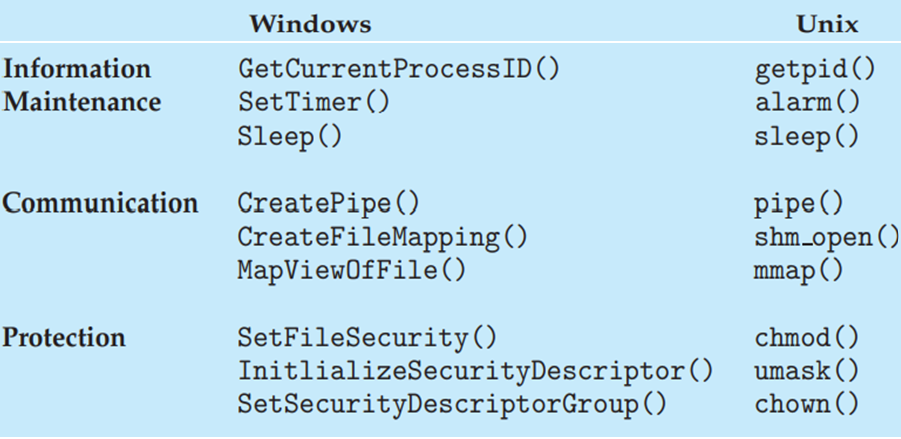 Windows Unix
Information GetCurrentProcessID() getpid()
Maintenance SetTimer() alarm()
Sleep() sleep()
Communication CreatePipe() pipe()
CreateFileMapping() shm_open()
MapViewOfFile() mmap()
Protection SetFileSecurity() chmod()
InitlializeSecurityDescriptor() umask()
SetSecurityDescriptorGroup() chown()